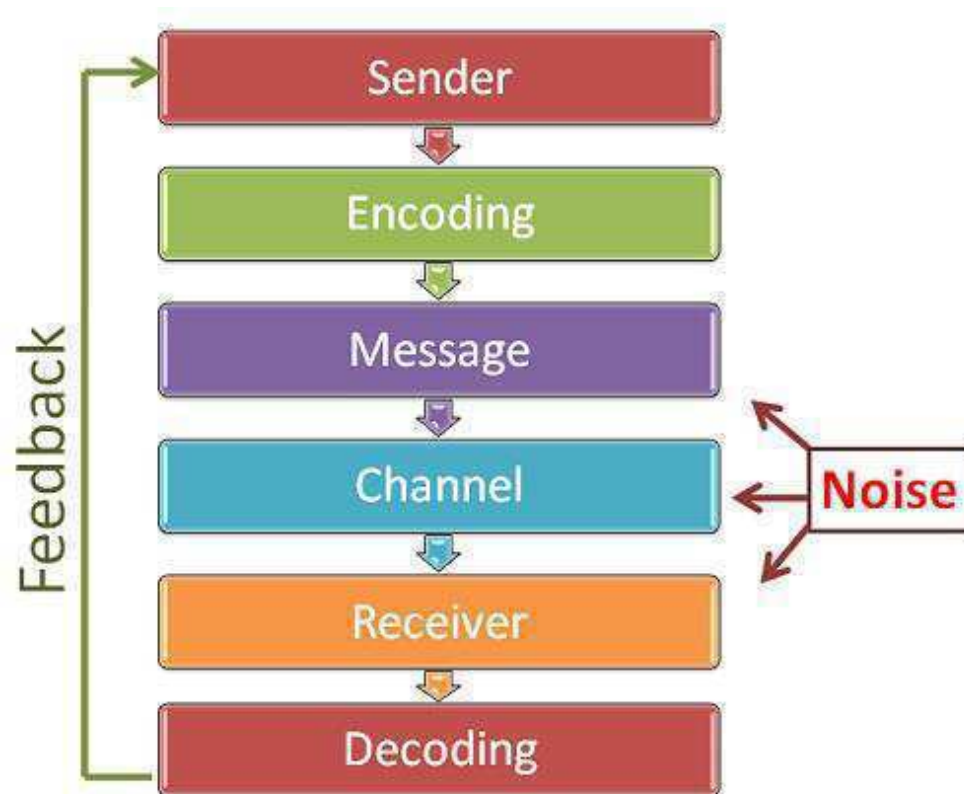 Sender
Encoding
Message
Channel
Receiver
Decoding
Feedback
Noise